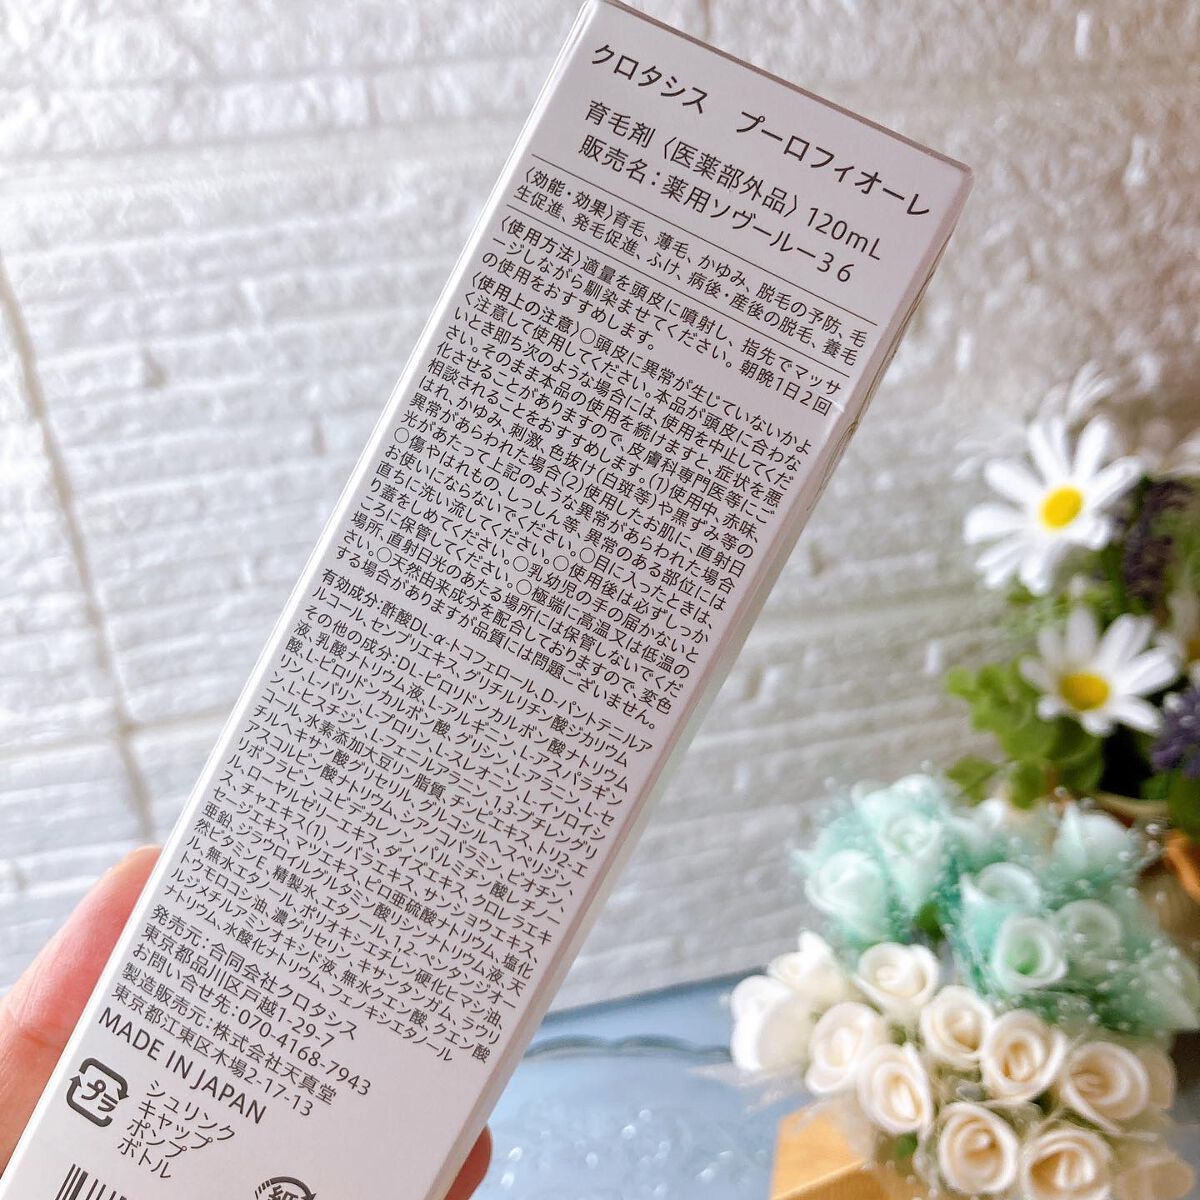 クロタシス　プーロフィオーレ
育毛剤〈医薬部外品〉120mL
販売名：薬用ソヴールー３６
〈効能・効果〉育毛、薄毛、かゆみ、脱毛の予防、毛
生促進、発毛促進、ふけ、病後・産後の脱毛、養毛
〈使用方法〉適量を頭皮に噴射し、指先でマッサ
ージしながら馴染ませてください。朝晩1日2回
の使用をおすすめします。
〈使用上の注意〉○頭皮に異常が生じていないかよ
く注意して使用してください。本品が頭皮に合わな
いとき即ち次のような場合には、使用を中止してくだ
さい。そのまま本品の使用を続けますと、症状を悪
化させることがありますので、皮膚科専門医等にご
相談されることをおすすめします。(1)使用中、赤味、
はれ、かゆみ、刺激、色抜け(白斑等)や黒ずみ等の
異常があらわれた場合(2)使用したお肌に、直射日
光があたって上記のような異常があらわれた場合
○傷やはれもの、しっしん等、異常のある部位には
お使いにならないでください。○目に入ったときは、
直ちに洗い流してください。○使用後は必ずしっか
り蓋をしめてください。○乳幼児の手の届かないと
ころに保管してください。○極端に高温又は低温の
場所、直射日光のあたる場所には保管しないでくだ
さい。○天然由来成分を配合しておりますので、変色
する場合がありますが品質には問題ございません。
有効成分：酢酸DL-α-トコフェロール、D-パントテニルア
ルコール、センブリエキス、グリチルリチン酸ジカリウム
その他の成分：DL-ピロリドンカルボン酸ナトリウム
液、乳酸ナトリウム液、L-アルギニン、L-アスパラギン
酸、L-ピロリドンカルボン酸、グリシン、L-アラニン、L-セ
リン、L-バリン、L-プロリン、L-スレオニン、L-イソロイシ
ン、L-ヒスチジン、L-フェニルアラニン、1,3-ブチレングリ
コール、水素添加大豆リン脂質、チンピエキス、トリ2-エ
チルヘキサン酸グリセリル、グルコシルヘスペリジン、
アスコルビン酸ナトリウム、シアノコバラミン、ビオチン、
リボフラビン、ユビデカレノン、パルミチン酸レチノー
ル、ローヤルゼリーエキス、ダイズエキス、クロレラエキ
ス、チャエキス(1)、ノバラエキス、サンショウエキス、
セージエキス、マツエキス、ピロ亜硫酸ナトリウム、塩化
亜鉛、ジラウロイルグルタミン酸リシンナトリウム液、天
然ビタミンE、精製水、エタノール、1,2-ペンタンジオー
ル、無水エタノール、ポリオキシエチレン硬化ヒマシ油、
トウモロコシ油、濃グリセリン、キサンタンガム、ラウリ
ルジメチルアミンオキシド液、無水クエン酸、クエン酸
ナトリウム、水酸化ナトリウム、フェノキシエタノール
発売元：合同会社クロタシス
東京都品川区戸越1-29-7
お問い合せ先：070-4168-7943
製造販売元：株式会社天真堂
東京都江東区木場2-17-13
MADE IN JAPAN
プラ
シュリンク
キャップ
ポンプ
ボトル
紙